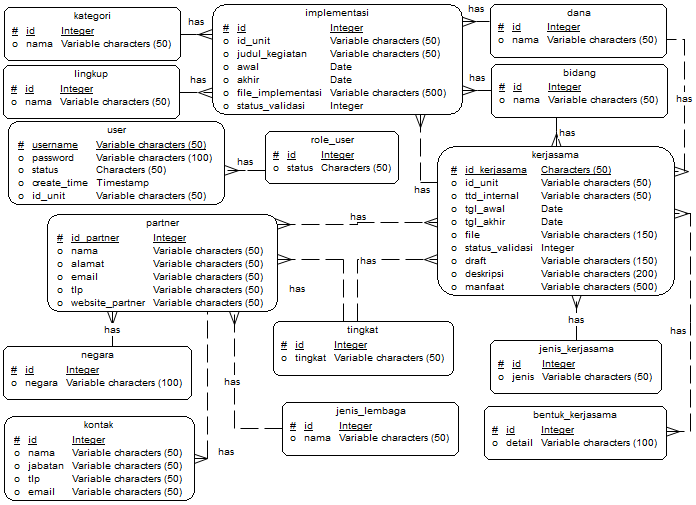 kategori
# id Integer
o nama Variable characters (50)
has
implementasi
# id Integer
o id_unit Variable characters (50)
o judul_kegiatan Variable characters (50)
o awal Date
o akhir Date
o file_implementasi Variable characters (500)
o status_validasi Integer
has
dana
# id Integer
o nama Variable characters (50)
lingkup
# id Integer
o nama Variable characters (50)
has
has
bidang
# id Integer
o nama Variable characters (50)
has
user
# username Variable characters (50)
o password Variable characters (100)
o status Characters (50)
o create_time Timestamp
o id_unit Variable characters (50)
has
role_user
# id Integer
o status Characters (50)
has
has
kerjasama
# id_kerjasama Characters (50)
o id_unit Variable characters (50)
o ttd_internal Variable characters (50)
o tgl_awal Date
o tgl_akhir Date
o file Variable characters (150)
o status_validasi Integer
o draft Variable characters (150)
o deskripsi Variable characters (200)
o manfaat Variable characters (500)
partner
# id_partner Integer
o nama Variable characters (50)
o alamat Variable characters (50)
o email Variable characters (50)
o tlp Variable characters (50)
o website_partner Variable characters (50)
has
has
has
has
has
tingkat
# id Integer
o tingkat Variable characters (50)
has
negara
# id Integer
o negara Variable characters (100)
has
jenis_kerjasama
# id Integer
o jenis Variable characters (50)
has
jenis_lembaga
# id Integer
o nama Variable characters (50)
bentuk_kerjasama
# id Integer
o detail Variable characters (100)
kontak
# id Integer
o nama Variable characters (50)
o jabatan Variable characters (50)
o tlp Variable characters (50)
o email Variable characters (50)
has